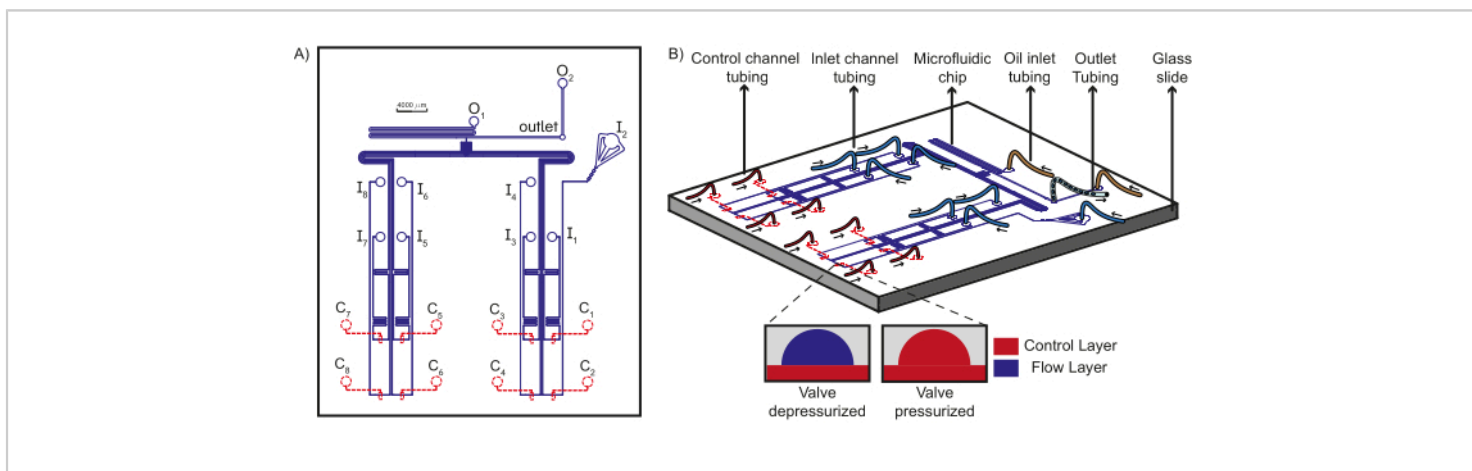 A)
O2
4000 μm
O1
outlet
I2
I8
I6
I4
I7
I5
I3
I1
C7
C5
C3
C1
C8
C6
C4
C2
B)
Control channel tubing
Inlet channel tubing
Microfluidic chip
Oil inlet tubing
Outlet Tubing
Glass slide
Control Layer
Flow Layer
Valve depressurized
Valve pressurized